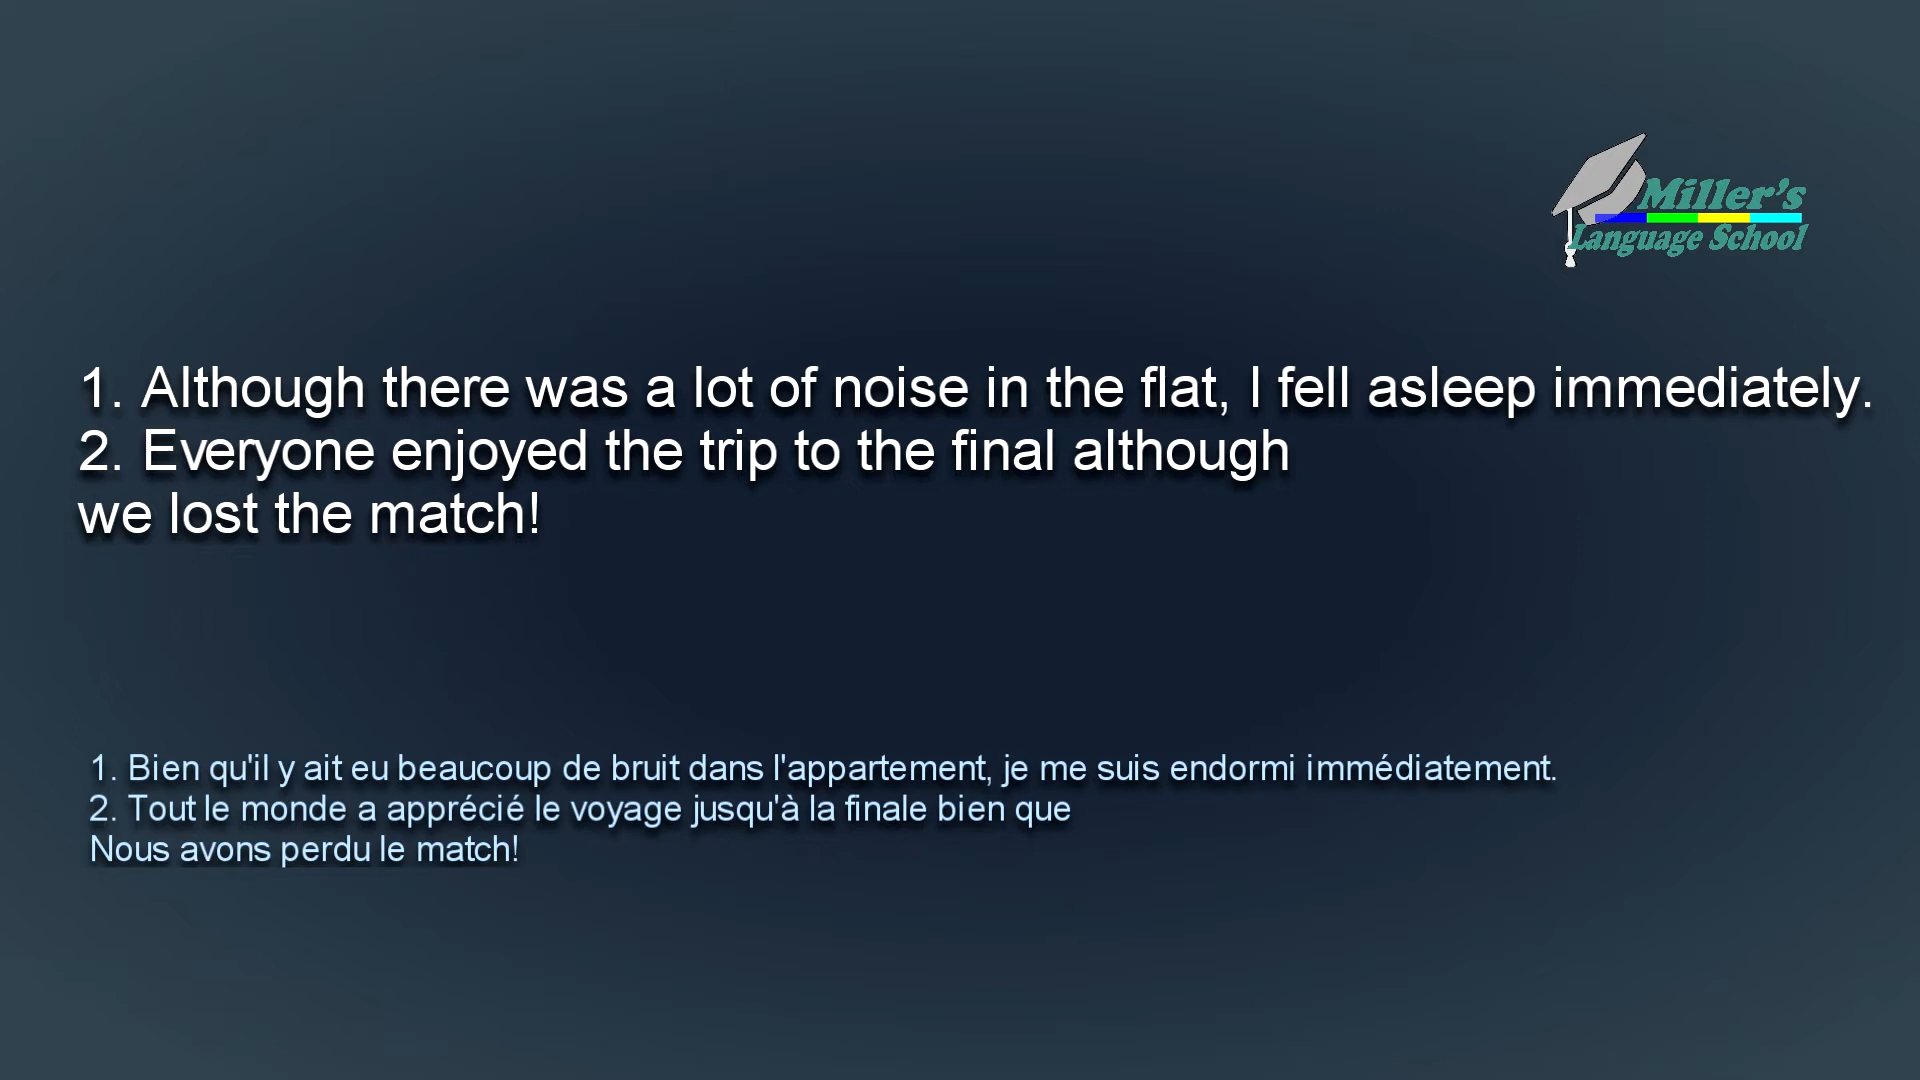 Miller's
Language School
1. Although there was a lot of noise in the flat, I fell asleep immediately.
2. Everyone enjoyed the trip to the final although
we lost the match!
1. Bien qu'il y ait eu beaucoup de bruit dans l'appartement, je me suis endormi immédiatement.
2. Tout le monde a apprécié le voyage jusqu'à la finale bien que
Nous avons perdu le match!